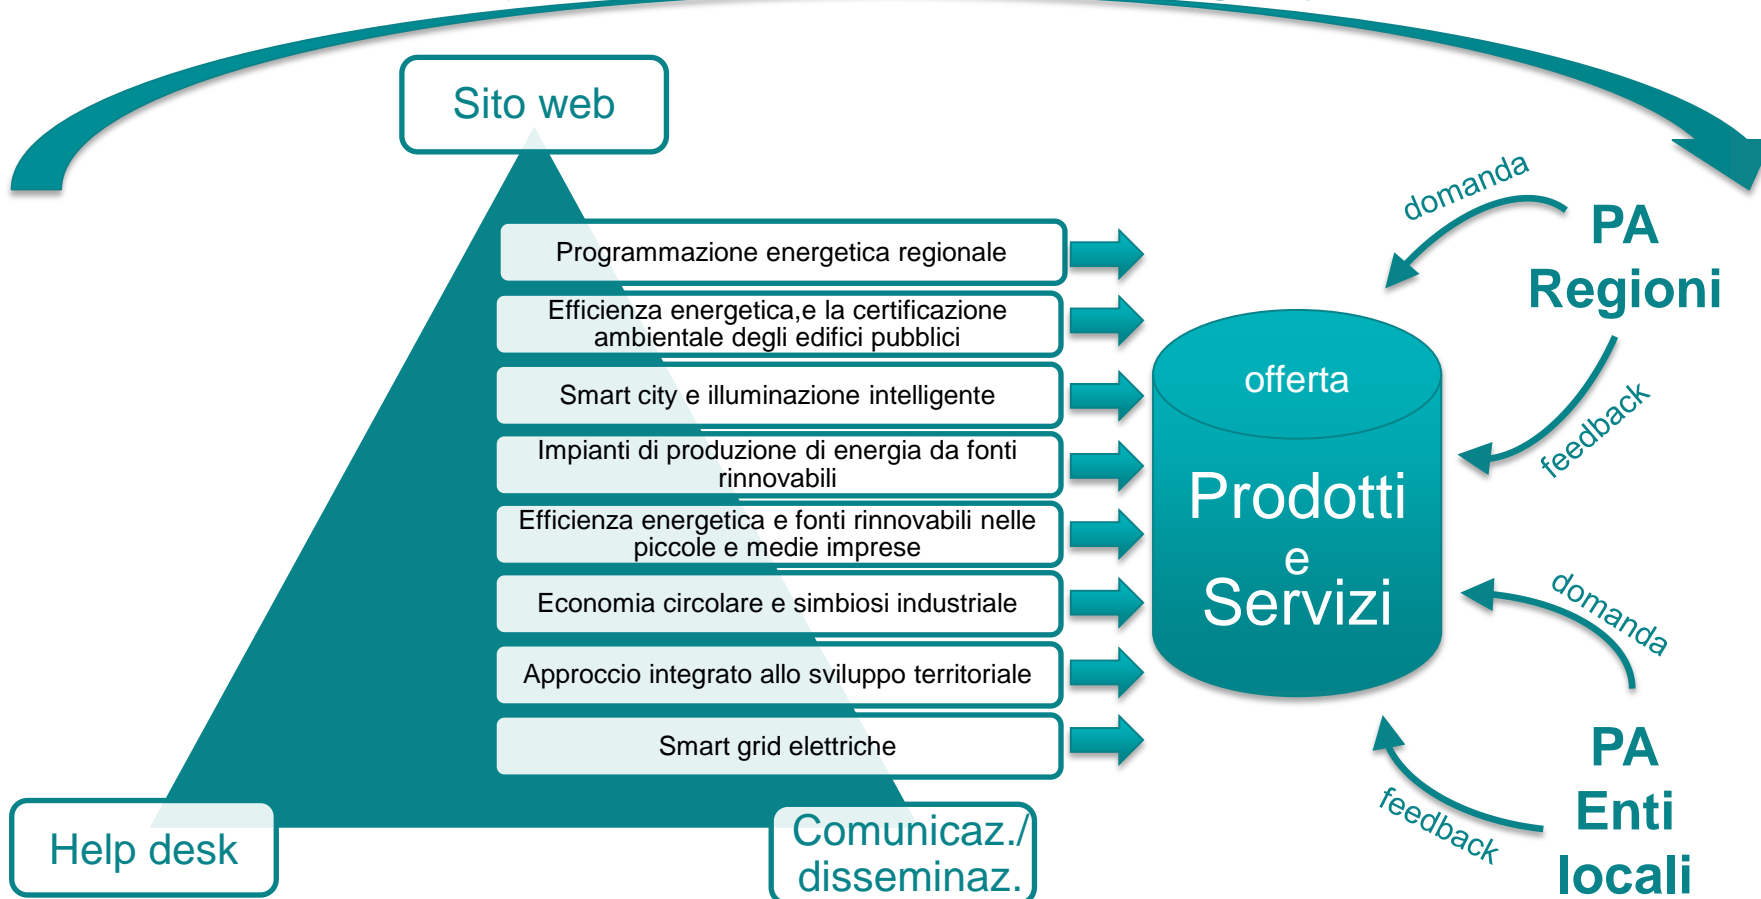 Sito web
Programmazione energetica regionale
Efficienza energetica,e la certificazione
ambientale degli edifici pubblici
Smart city e illuminazione intelligente
Impianti di produzione di energia da fonti
rinnovabili
Efficienza energetica e fonti rinnovabili nelle
piccole e medie imprese
Economia circolare e simbiosi industriale
Approccio integrato allo sviluppo territoriale
Smart grid elettriche
Help desk
Comunicaz./
disseminaz.
offerta
Prodotti
e
Servizi
domanda
PA
Regioni
feedback
domanda
PA
Enti
locali
feedback